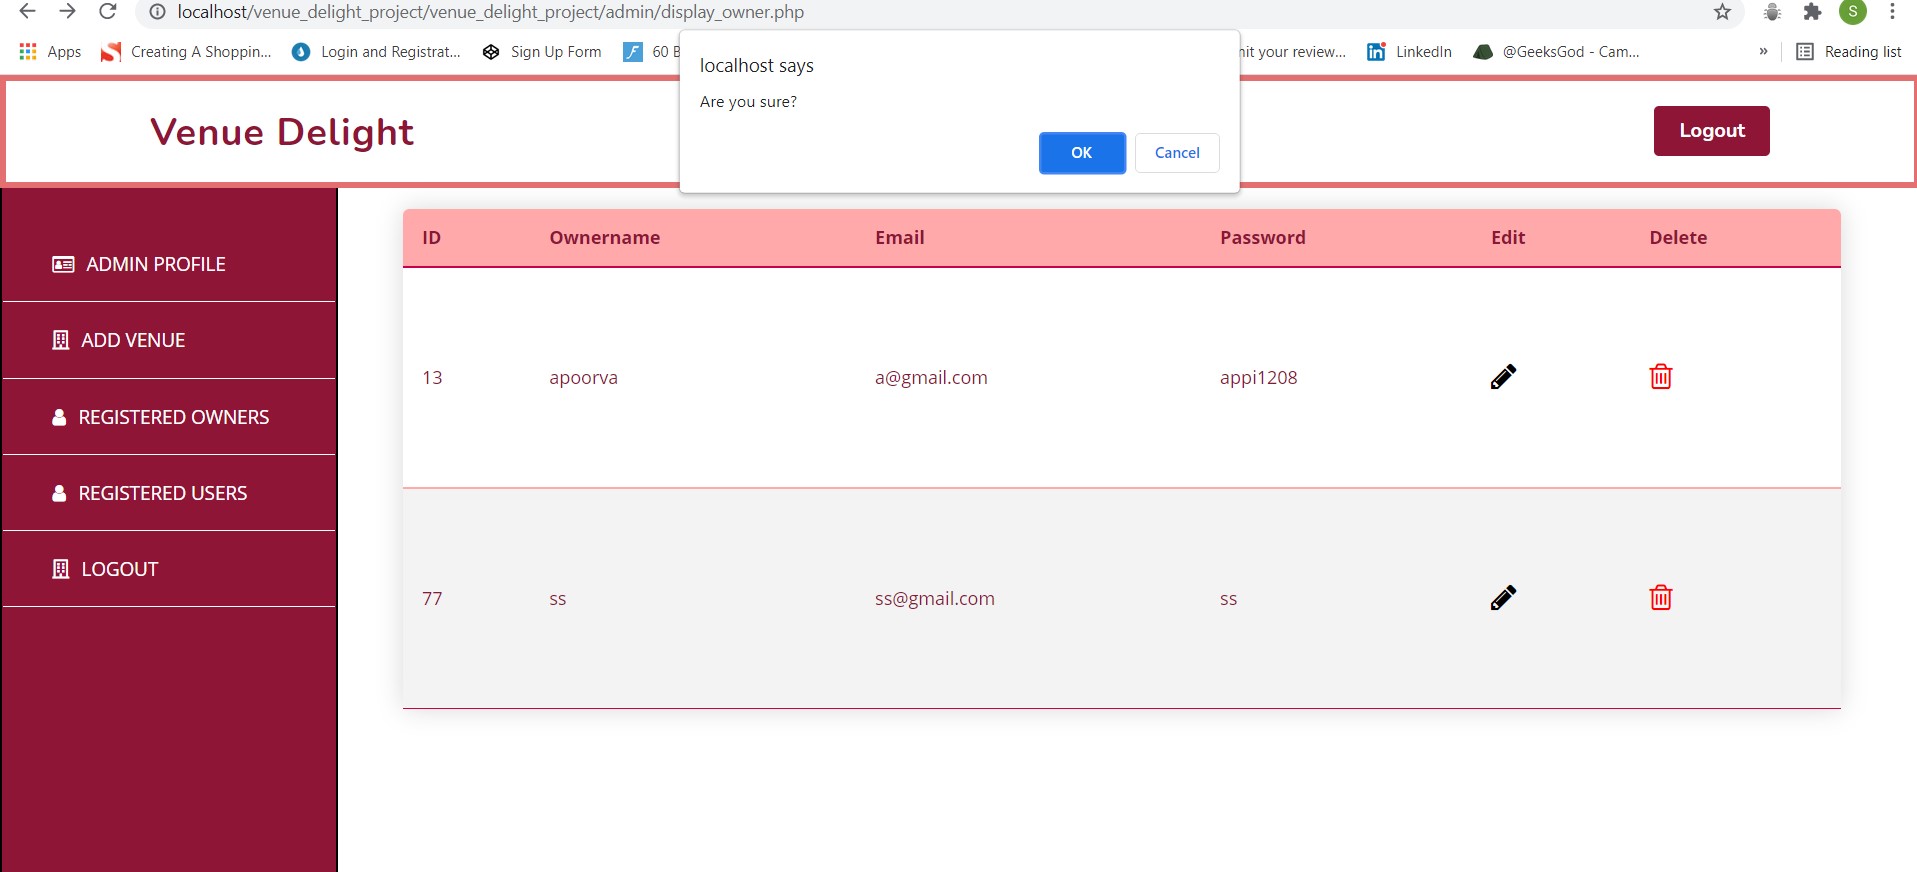 localhost/venue_delight_project/venue_delight_project/admin/display_owner.php
S
Apps
Creating A Shoppin...
Login and Registrat...
Sign Up Form
60 B
nit your review...
LinkedIn
@GeeksGod - Cam...
»
Reading list
localhost says
Are you sure?
OK
Cancel
Venue Delight
Logout
ADMIN PROFILE
ADD VENUE
REGISTERED OWNERS
REGISTERED USERS
LOGOUT
ID Ownername Email Password Edit Delete
13 apoorva a@gmail.com appi1208
77 ss ss@gmail.com ss